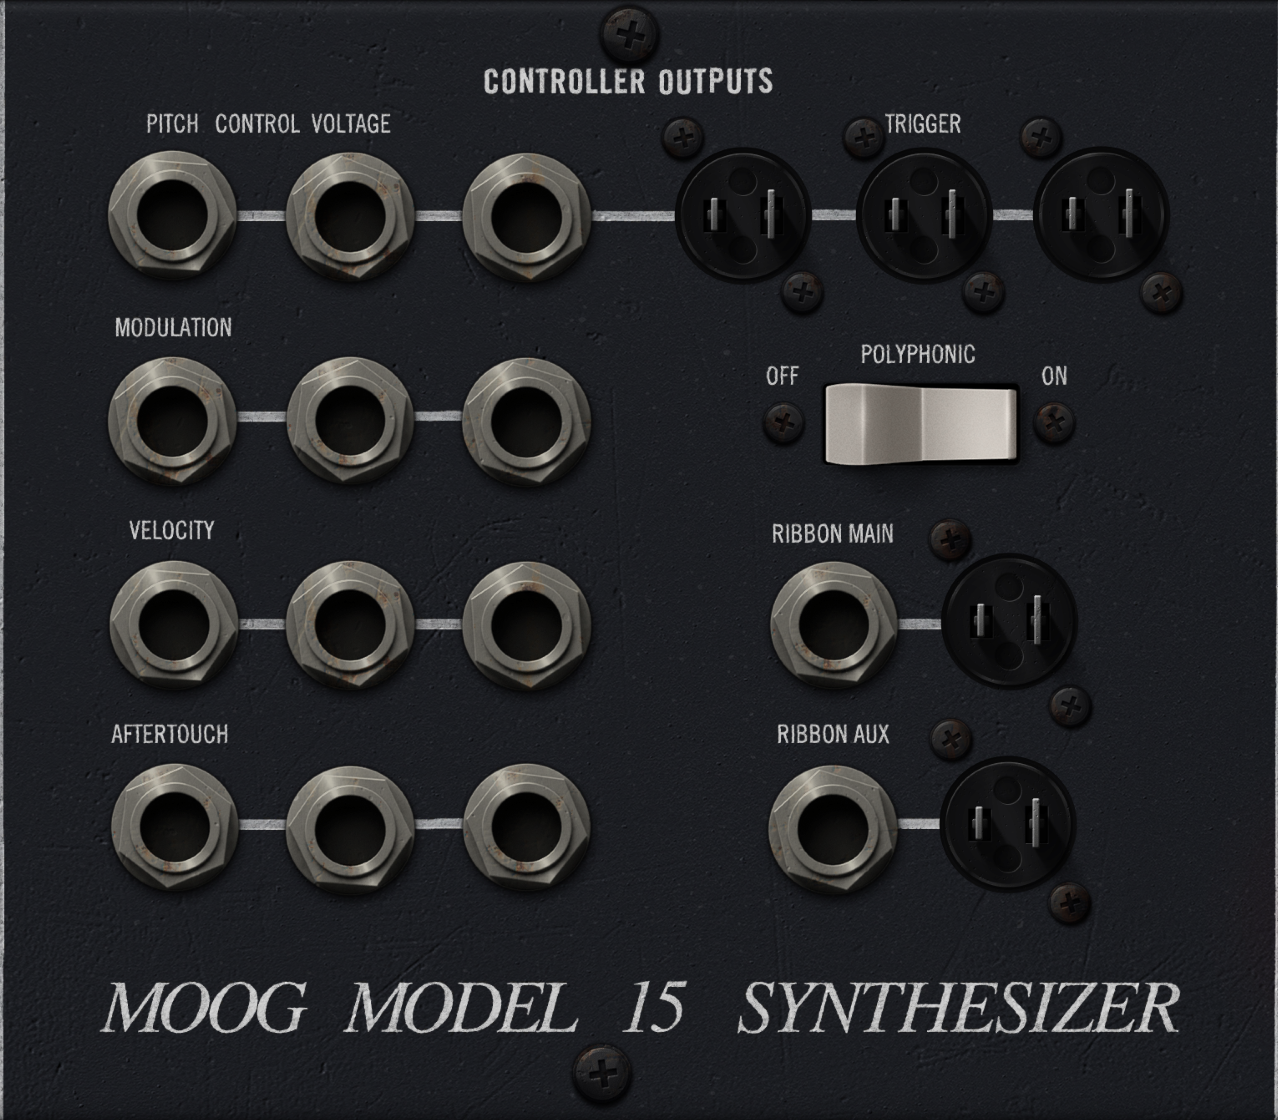 CONTROLLER OUTPUTS
PITCH CONTROL VOLTAGE
TRIGGER
MODULATION
POLYPHONIC
OFF
ON
VELOCITY
RIBBON MAIN
AFTERTOUCH
RIBBON AUX
MOOG MODEL 15 SYNTHESIZER